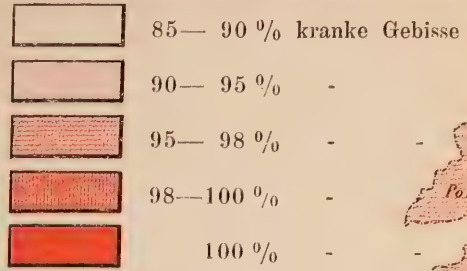 85— 90 % kranke Gebisse
90— 95 % -
95— 98 % - -
98—100 % -
100 % - -